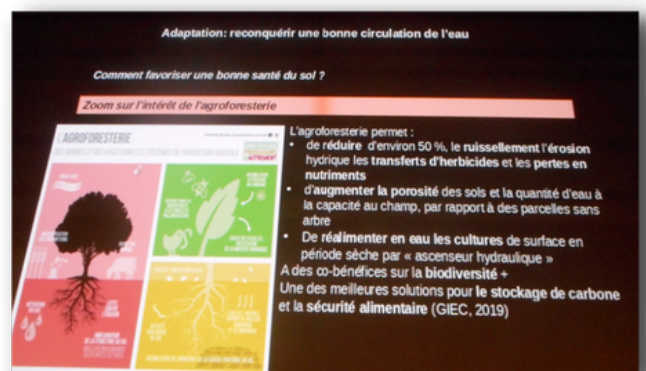 Adaptation: reconquérir une bonne circulation de l'eau
Comment favoriser une bonne santé du sol ?
Zoom sur l'intérêt de l'agroforesterie
L'AGROFORESTERIE
L'agroforesterie permet :
• de réduire d'environ 50 %, le ruissellement l'érosion
hydrique les transferts d'herbicides et les pertes en
nutriments
• d'augmenter la porosité des sols et la quantité d'eau à
la capacité au champ, par rapport à des parcelles sans
arbre
• De réalimenter en eau les cultures de surface en
période sèche par « ascenseur hydraulique »
A des co-bénéfices sur la biodiversité +
Une des meilleures solutions pour le stockage de carbone
et la sécurité alimentaire (GIEC, 2019)